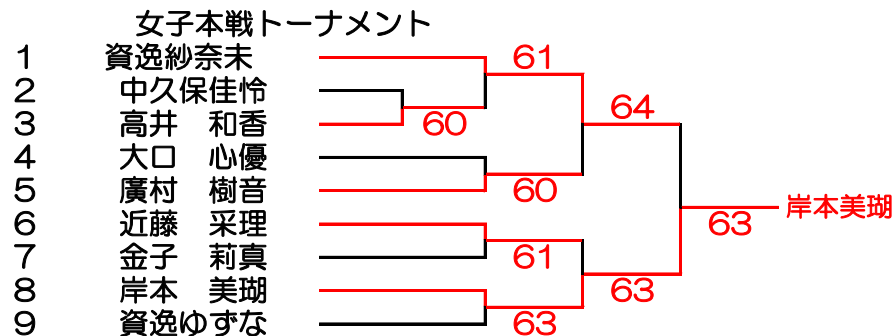 女子本戦トーナメント
1 資逸紗奈未
2 中久保佳怜
3 高井 和香
4 大口 心優
5 廣村 樹音
6 近藤 采理
7 金子 莉真
8 岸本 美瑚
9 資逸ゆずな
61
60
60
61
63
64
63
63
岸本美瑚